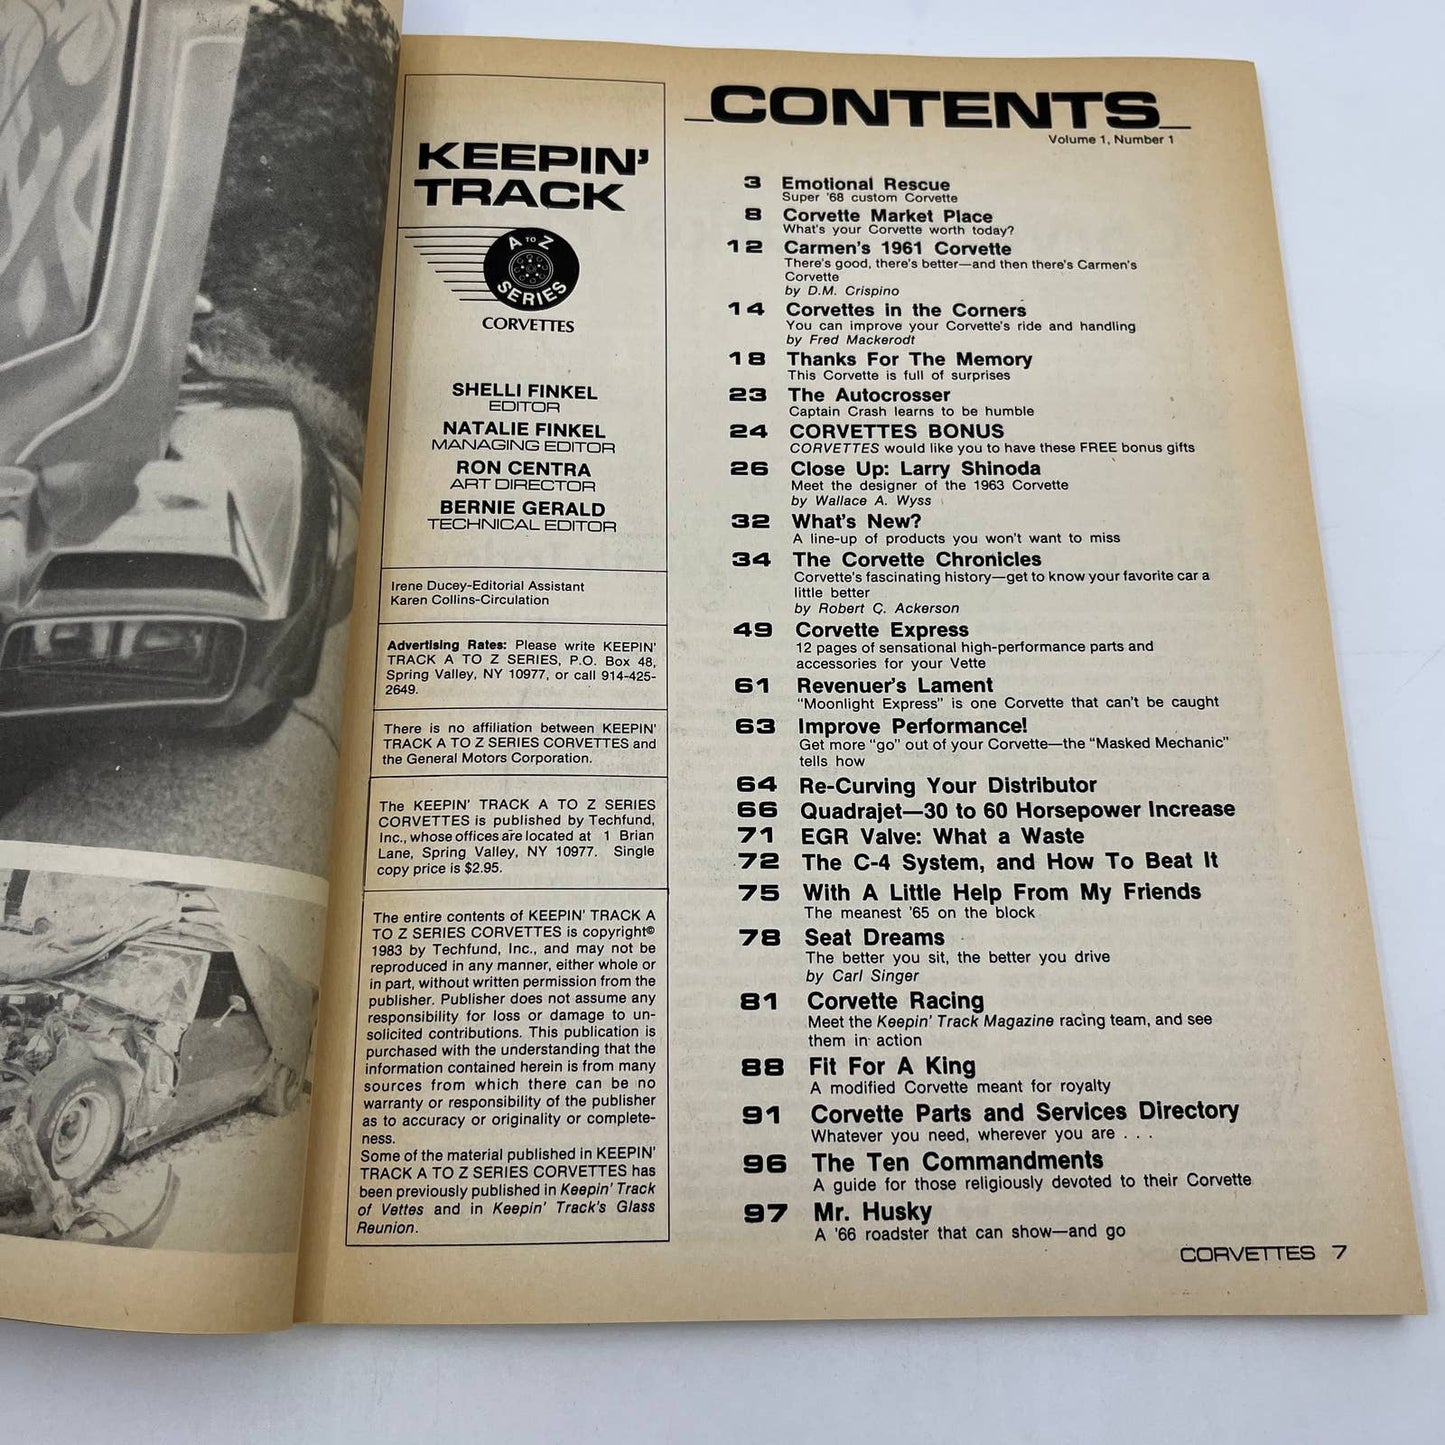 KEEPIN'
TRACK
A TO Z
SERIES
CORVETTES
SHELLI FINKEL
EDITOR
NATALIE FINKEL
MANAGING EDITOR
RON CENTRA
ART DIRECTOR
BERNIE GERALD
TECHNICAL EDITOR
Irene Ducey-Editorial Assistant
Karen Collins-Circulation
Advertising Rates: Please write KEEPIN'
TRACK A TO Z SERIES, P.O. Box 48,
Spring Valley, NY 10977, or call 914-425-
2649.
There is no affiliation between KEEPIN'
TRACK A TO Z SERIES CORVETTES and
the General Motors Corporation.
The KEEPIN' TRACK A TO Z SERIES
CORVETTES is published by Techfund,
Inc., whose offices are located at 1 Brian
Lane, Spring Valley, NY 10977. Single
copy price is $2.95.
The entire contents of KEEPIN' TRACK A
TO Z SERIES CORVETTES is copyright©
1983 by Techfund, Inc., and may not be
reproduced in any manner, either whole or
in part, without written permission from the
publisher. Publisher does not assume any
responsibility for loss or damage to un-
solicited contributions. This publication is
purchased with the understanding that the
information contained herein is from many
sources from which there can be no
warranty or responsibility of the publisher
as to accuracy or originality or complete-
ness.
Some of the material published in KEEPIN'
TRACK A TO Z SERIES CORVETTES has
been previously published in Keepin' Track
of Vettes and in Keepin' Track's Glass
Reunion.
CONTENTS
Volume 1, Number 1
3 Emotional Rescue
Super '68 custom Corvette
8 Corvette Market Place
What's your Corvette worth today?
12 Carmen's 1961 Corvette
There's good, there's better—and then there's Carmen's
Corvette
by D.M. Crispino
14 Corvettes in the Corners
You can improve your Corvette's ride and handling
by Fred Mackerodt
18 Thanks For The Memory
This Corvette is full of surprises
23 The Autocrosser
Captain Crash learns to be humble
24 CORVETTES BONUS
CORVETTES would like you to have these FREE bonus gifts
26 Close Up: Larry Shinoda
Meet the designer of the 1963 Corvette
by Wallace A. Wyss
32 What's New?
A line-up of products you won't want to miss
34 The Corvette Chronicles
Corvette's fascinating history—get to know your favorite car a
little better
by Robert C. Ackerson
49 Corvette Express
12 pages of sensational high-performance parts and
accessories for your Vette
61 Revenuer's Lament
"Moonlight Express" is one Corvette that can't be caught
63 Improve Performance!
Get more "go" out of your Corvette—the "Masked Mechanic"
tells how
64 Re-Curving Your Distributor
66 Quadrajet—30 to 60 Horsepower Increase
71 EGR Valve: What a Waste
72 The C-4 System, and How To Beat It
75 With A Little Help From My Friends
The meanest '65 on the block
78 Seat Dreams
The better you sit, the better you drive
by Carl Singer
81 Corvette Racing
Meet the Keepin' Track Magazine racing team, and see
them in action
88 Fit For A King
A modified Corvette meant for royalty
91 Corvette Parts and Services Directory
Whatever you need, wherever you are . . .
96 The Ten Commandments
A guide for those religiously devoted to their Corvette
97 Mr. Husky
A '66 roadster that can show—and go
CORVETTES 7